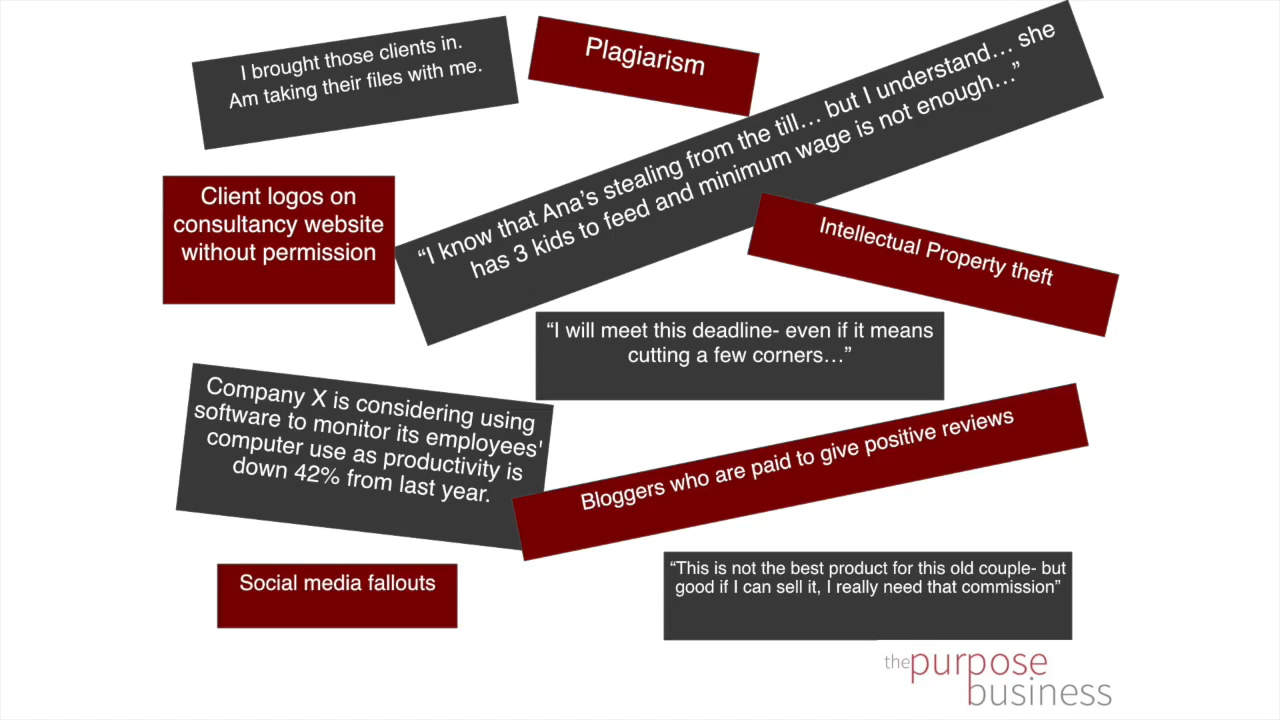 I brought those clients in.
Am taking their files with me.
Plagiarism
“I know that Ana’s stealing from the till… but I understand… she
has 3 kids to feed and minimum wage is not enough…”
Client logos on
consultancy website
without permission
Intellectual Property theft
“I will meet this deadline- even if it means
cutting a few corners…”
Company X is considering using
software to monitor its employees'
computer use as productivity is
down 42% from last year.
Bloggers who are paid to give positive reviews
Social media fallouts
“This is not the best product for this old couple- but
good if I can sell it, I really need that commission”
thepurpose
business